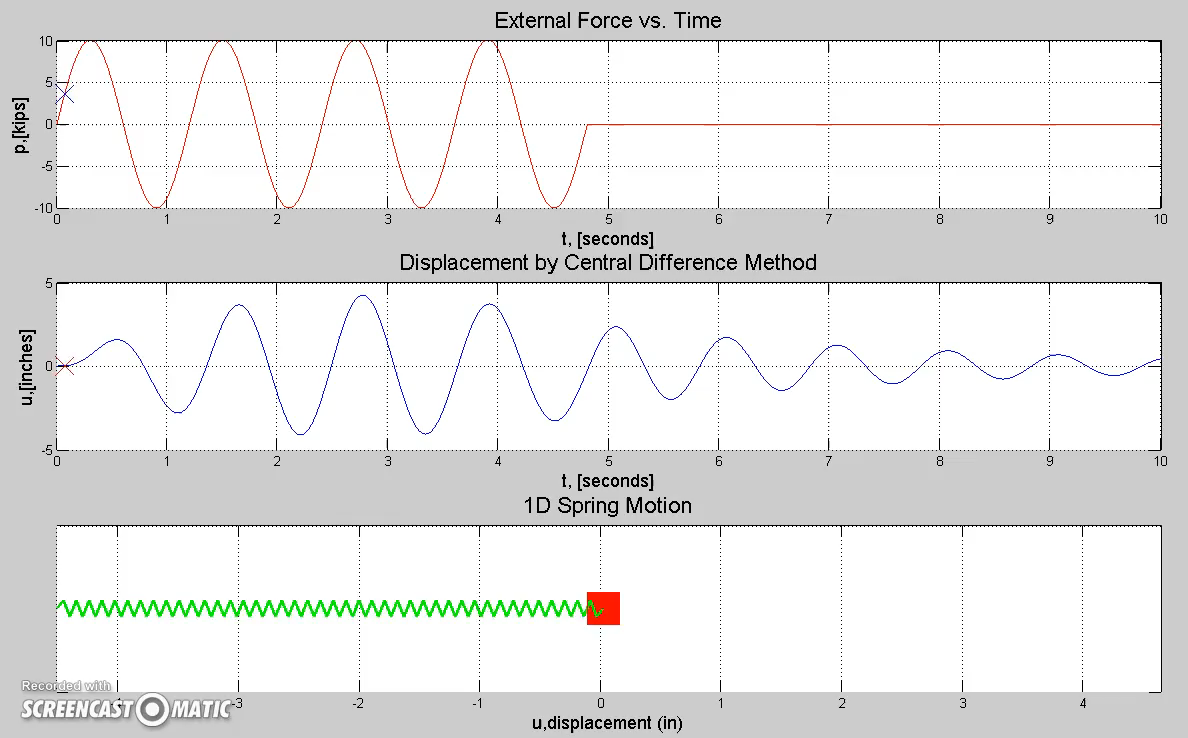 External Force vs. Time
10
5
0
-5
-10
p,[kips]
0 1 2 3 4 5 6 7 8 9 10
t, [seconds]
Displacement by Central Difference Method
5
0
-5
u,[inches]
0 1 2 3 4 5 6 7 8 9 10
t, [seconds]
1D Spring Motion
-3 -2 -1 0 1 2 3 4
u,displacement (in)
Recorded with
SCREENCAST MATIC